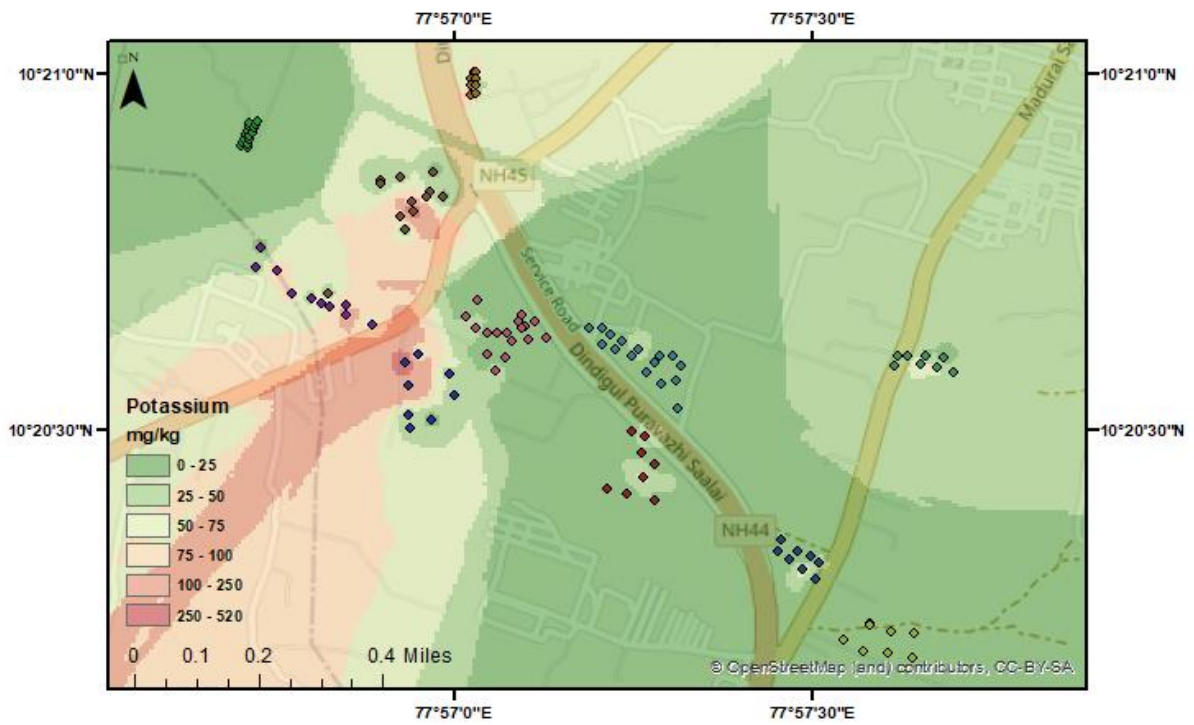 77°57'0"E 77°57'30"E
10°21'0"N 10°21'0"N
N
NH45
Service Road
Dindigul Puravazhi Saalai
10°20'30"N 10°20'30"N
Potassium
mg/kg
0 - 25
25 - 50
50 - 75
75 - 100
100 - 250
250 - 520
NH44
0 0.1 0.2 0.4 Miles
© OpenStreetMap (and) contributors, CC-BY-SA
77°57'0"E 77°57'30"E